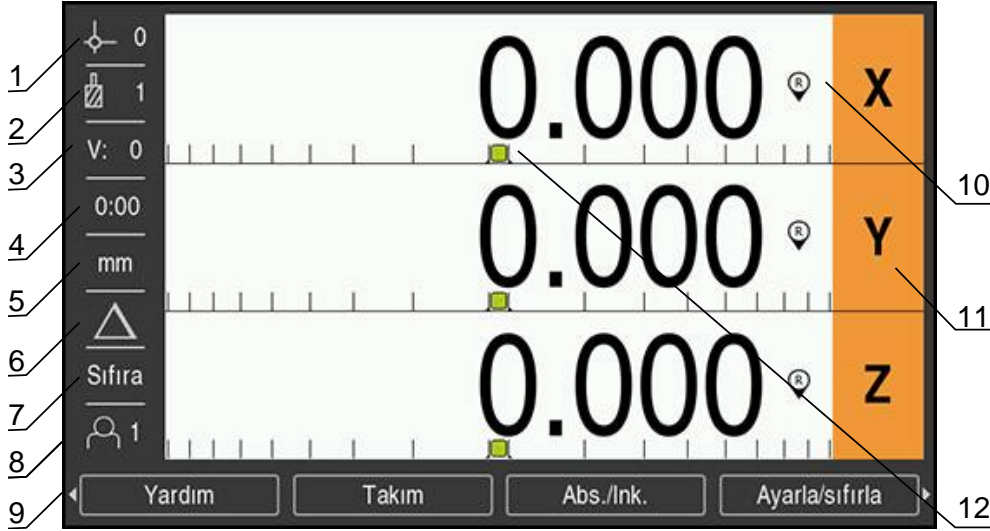 1
2
3
4
5
6
7
8
9
0
1
V: 0
0:00
mm
Sıfıra
1
0.000 R X
0.000 R Y
0.000 R Z
Yardım Takım Abs./Ink. Ayarla/sıfırla
10
11
12